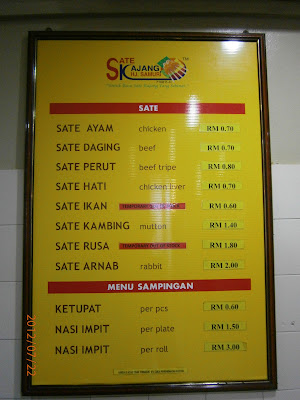 SATE
KAJANG
HJ SAMURI
TM
SATE
SATE AYAM chicken RM 0.70
SATE DAGING beef RM 0.70
SATE PERUT beef tripe RM 0.80
SATE HATI chicken liver RM 0.70
SATE IKAN RM 0.60
SATE KAMBING mutton RM 1.40
SATE RUSA RM 1.80
SATE ARNAB rabbit RM 2.00
MENU SAMPINGAN
KETUPAT per pcs RM 0.60
NASI IMPIT per plate RM 1.50
NASI IMPIT per roll RM 3.00
2012/07/22